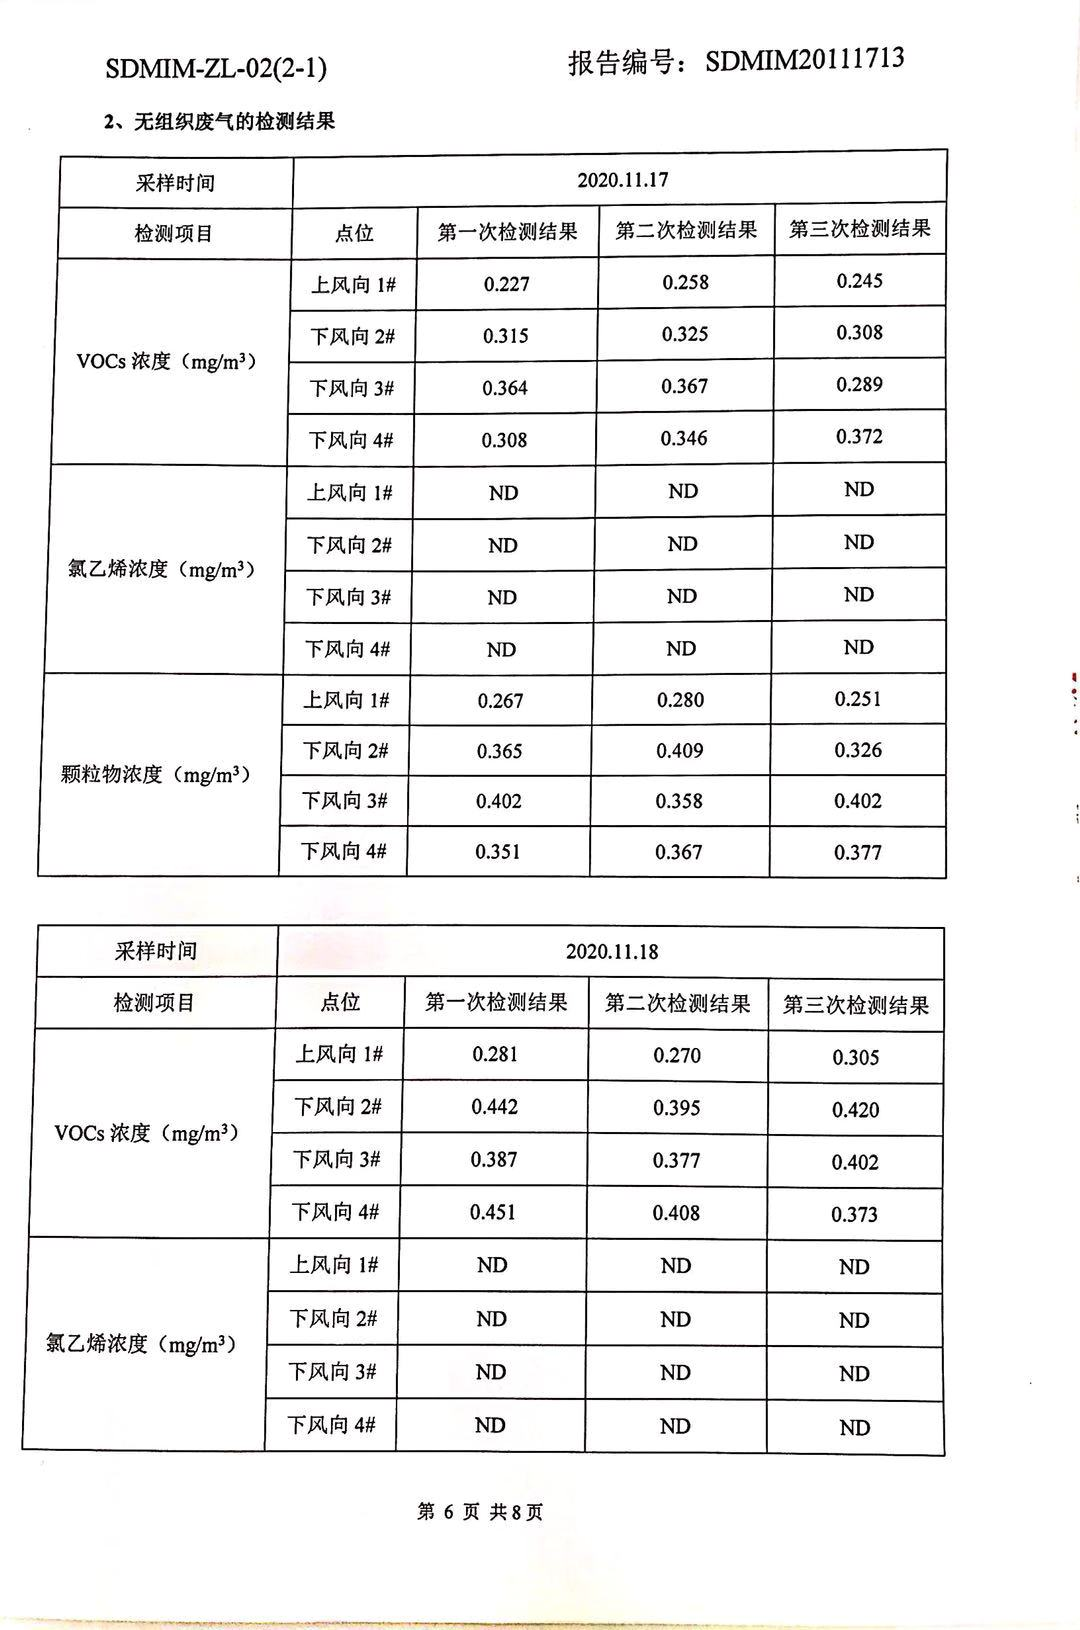 SDMIM-ZL-02(2-1) 报告编号：SDMIM20111713
2、无组织废气的检测结果
采样时间 2020.11.17
检测项目 点位 第一次检测结果 第二次检测结果 第三次检测结果
VOCs 浓度（mg/m³） 上风向 1# 0.227 0.258 0.245
下风向 2# 0.315 0.325 0.308
下风向 3# 0.364 0.367 0.289
下风向 4# 0.308 0.346 0.372
氯乙烯浓度（mg/m³） 上风向 1# ND ND ND
下风向 2# ND ND ND
下风向 3# ND ND ND
下风向 4# ND ND ND
颗粒物浓度（mg/m³） 上风向 1# 0.267 0.280 0.251
下风向 2# 0.365 0.409 0.326
下风向 3# 0.402 0.358 0.402
下风向 4# 0.351 0.367 0.377
采样时间 2020.11.18
检测项目 点位 第一次检测结果 第二次检测结果 第三次检测结果
VOCs 浓度（mg/m³） 上风向 1# 0.281 0.270 0.305
下风向 2# 0.442 0.395 0.420
下风向 3# 0.387 0.377 0.402
下风向 4# 0.451 0.408 0.373
氯乙烯浓度（mg/m³） 上风向 1# ND ND ND
下风向 2# ND ND ND
下风向 3# ND ND ND
下风向 4# ND ND ND
第 6 页 共8页